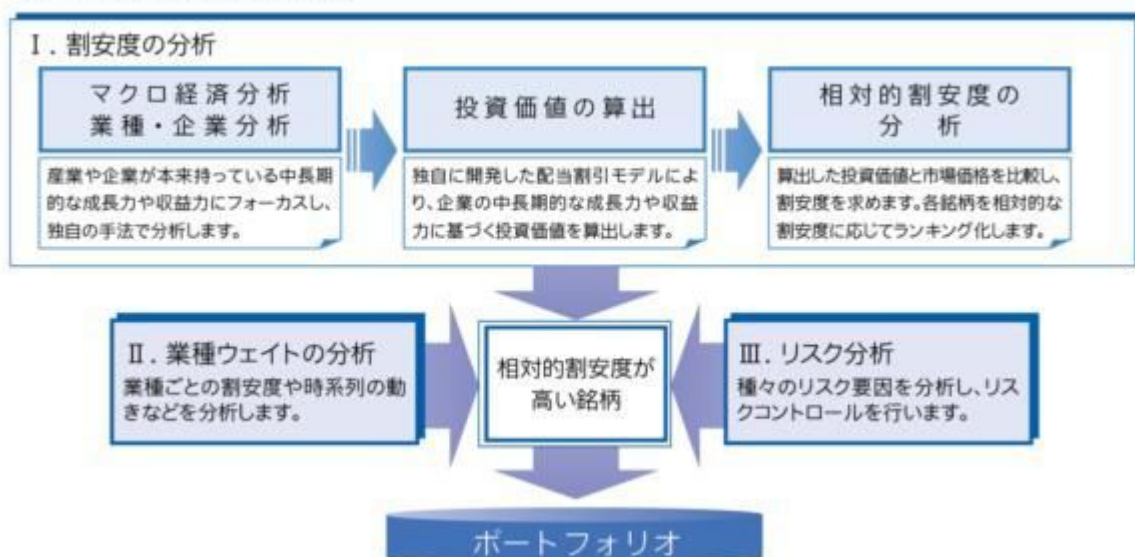 Ⅰ. 割安度の分析
マクロ経済分析
業種・企業分析
産業や企業が本来持っている中長期
的な成長力や収益力にフォーカスし、
独自の手法で分析します。
投資価値の算出
独自に開発した配当割引モデルによ
り、企業の中長期的な成長力や収益
力に基づく投資価値を算出します。
相対的割安度の
分 析
算出した投資価値と市場価格を比較し、
割安度を求めます。各銘柄を相対的な
割安度に応じてランキング化します。
Ⅱ. 業種ウェイトの分析
業種ごとの割安度や時系列の動
きなどを分析します。
相対的割安度が
高い銘柄
Ⅲ. リスク分析
種々のリスク要因を分析し、リス
クコントロールを行います。
ポートフォリオ